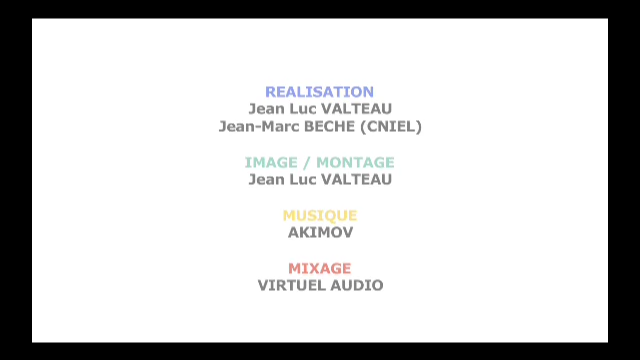 REALISATION
Jean Luc VALTEAU
Jean-Marc BECHE (CNIEL)
IMAGE / MONTAGE
Jean Luc VALTEAU
MUSIQUE
AKIMOV
MIXAGE
VIRTUEL AUDIO